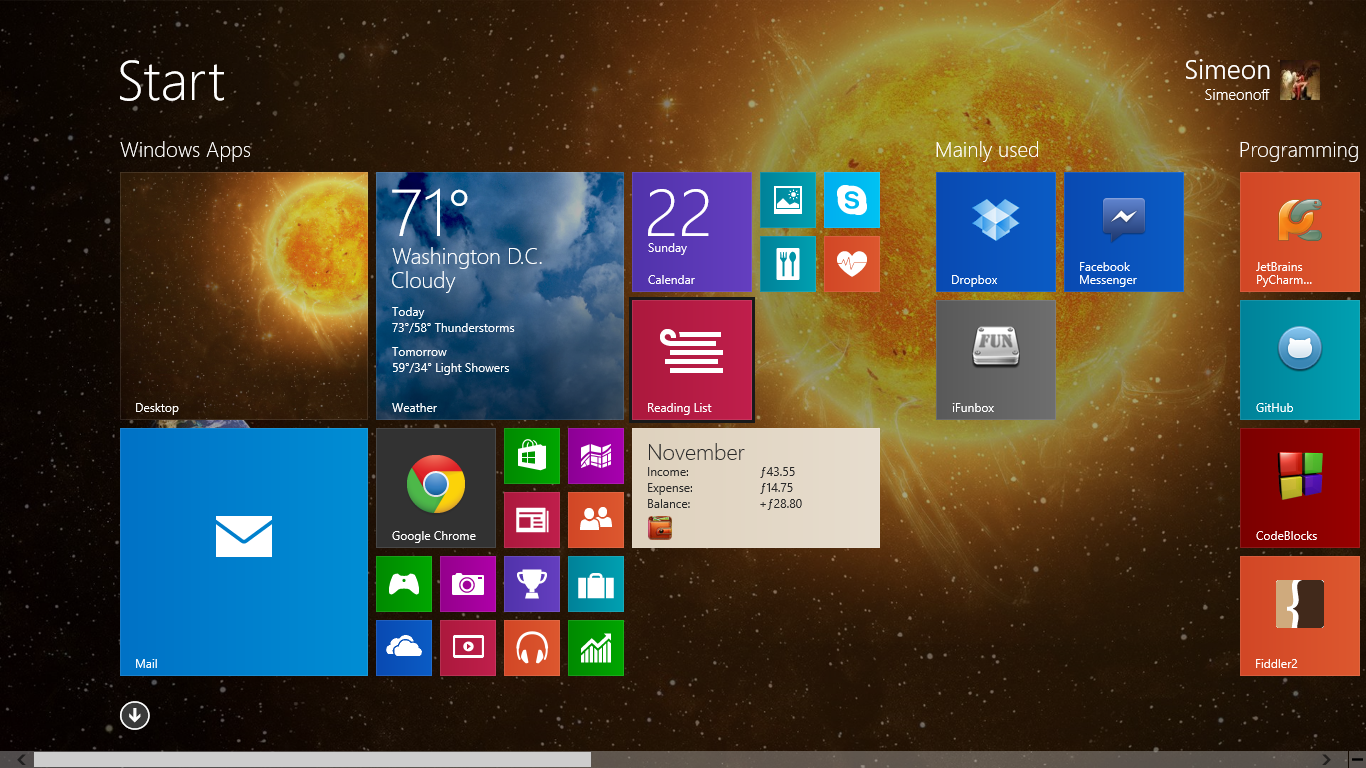 Start
Simeon
Simeonoff
Windows Apps
Mainly used
Programming
Desktop
71°
Washington D.C.
Cloudy
Today
73°/58° Thunderstorms
Tomorrow
59°/34° Light Showers
Weather
22
Sunday
Calendar
Reading List
Dropbox
Facebook
Messenger
FUN
iFunbox
JetBrains
PyCharm...
GitHub
Mail
Google Chrome
November
Income: ƒ43.55
Expense: ƒ14.75
Balance: +ƒ28.80
CodeBlocks
Fiddler2